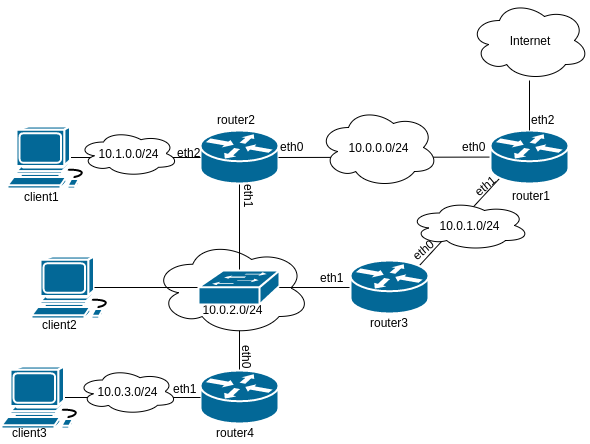 Internet
router2
eth2
client1
10.1.0.0/24
eth2
eth0
10.0.0.0/24
eth0
router1
eth1
eth1
10.0.1.0/24
eth0
client2
10.0.2.0/24
eth1
router3
eth0
client3
10.0.3.0/24
eth1
router4